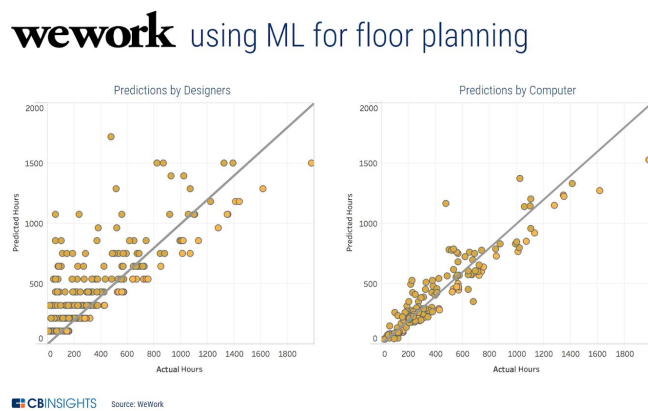 wework using ML for floor planning
Predictions by Designers
Predicted Hours
2000
1500
1000
500
0
0 200 400 600 800 1000 1200 1400 1600 1800
Actual Hours
Predictions by Computer
Predicted Hours
2000
1500
1000
500
0
0 200 400 600 800 1000 1200 1400 1600 1800
Actual Hours
CBINSIGHTS Source: WeWork